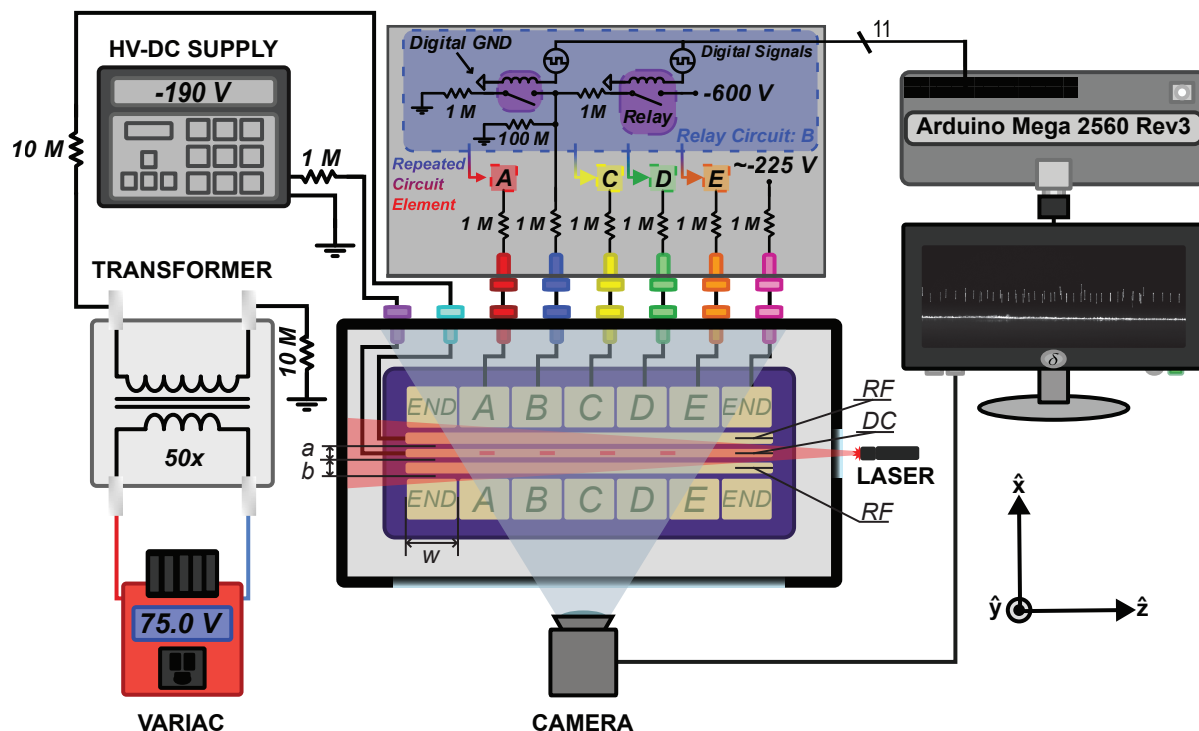 HV-DC SUPPLY
-190 V
10 M
1 M
TRANSFORMER
10 M
50x
75.0 V
VARIAC
Digital GND
Digital Signals
11
1 M
1M
-600 V
Relay
100 M
Relay Circuit: B
Repeated
Circuit
Element
A
C
D
E
~-225 V
1 M
1 M
1 M
1 M
1 M
Arduino Mega 2560 Rev3
δ
END A B C D E END
RF
DC
a
b
LASER
END A B C D E END
RF
w
CAMERA
x̂
ŷ
ẑ